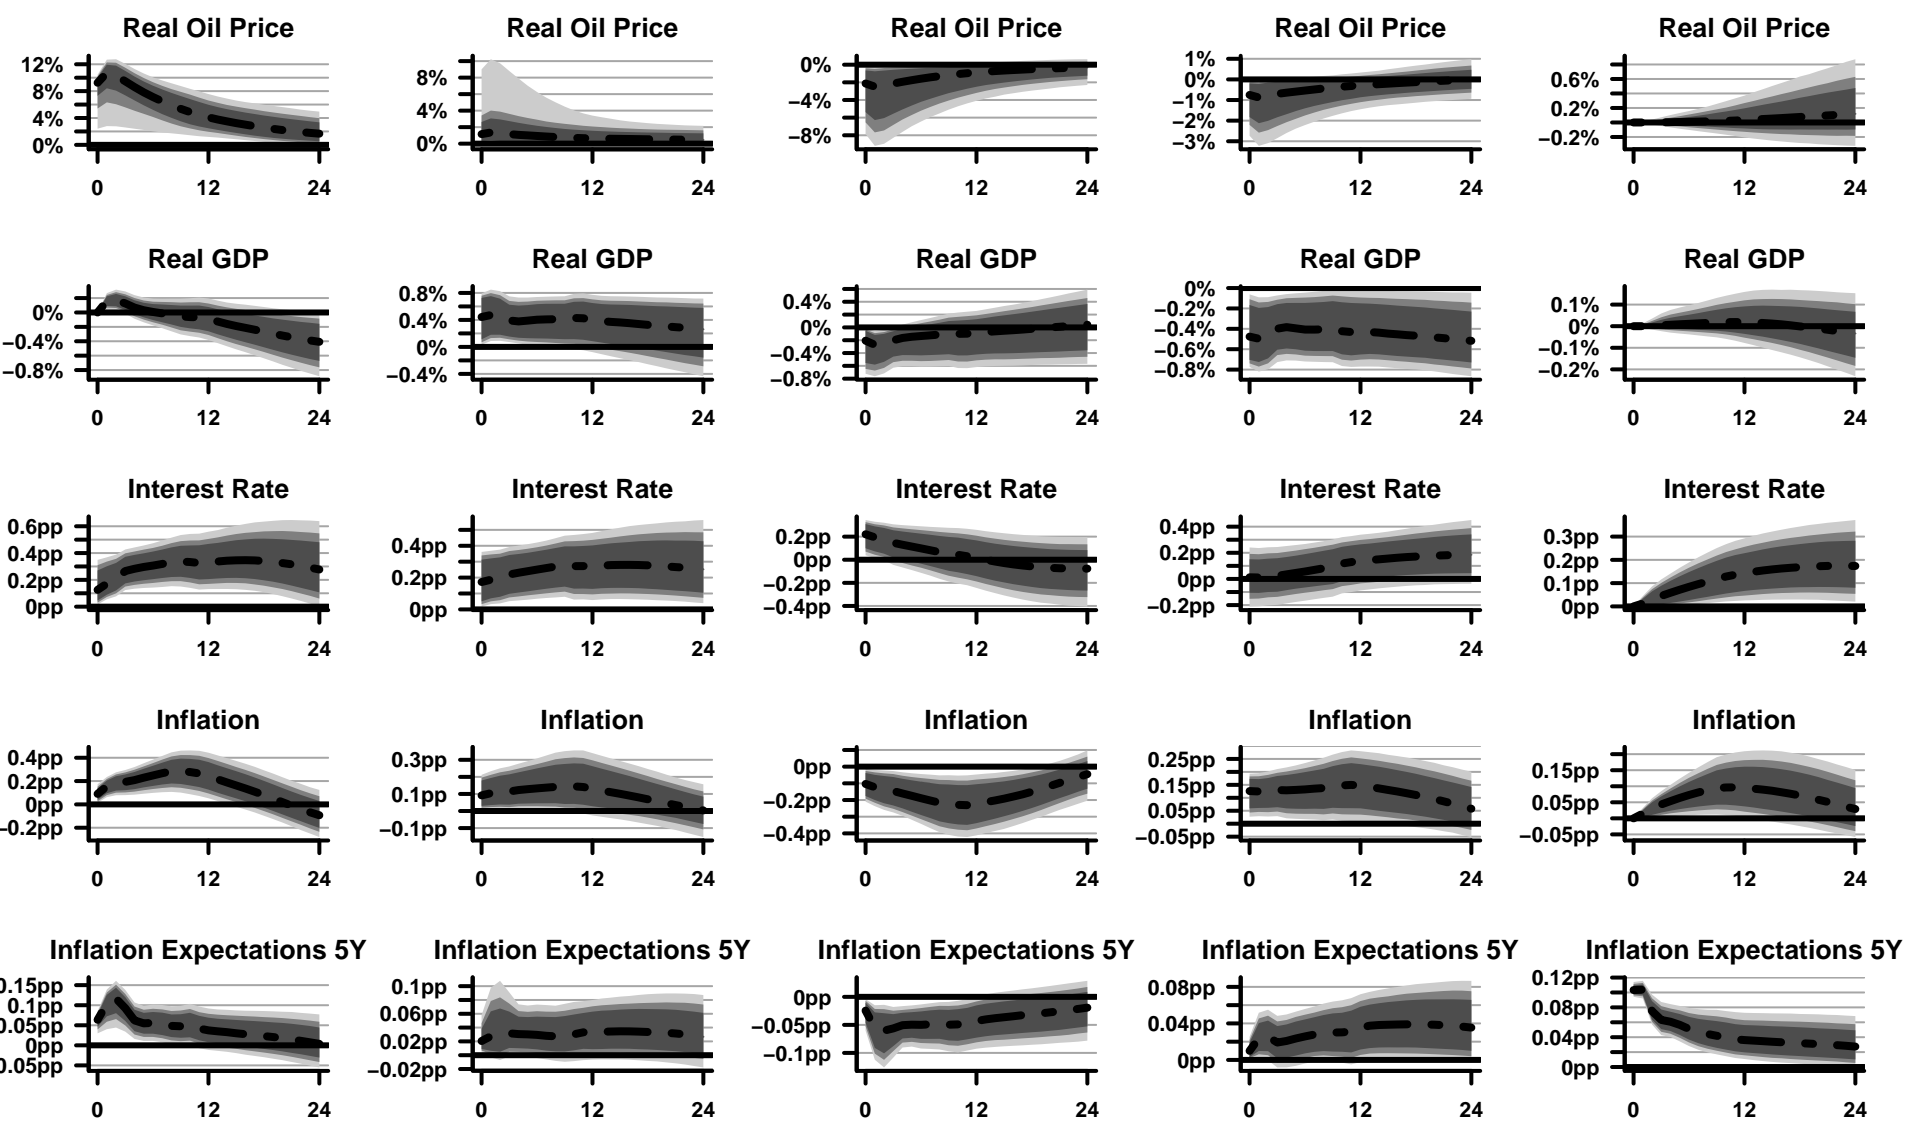 Real Oil Price Real Oil Price Real Oil Price Real Oil Price Real Oil Price
12% 8% 4% 0% 8% 4% 0% 0% −4% −8% 1% 0% −1% −2% −3% 0.6% 0.2% −0.2%
0 12 24 0 12 24 0 12 24 0 12 24 0 12 24
Real GDP Real GDP Real GDP Real GDP Real GDP
0% −0.4% −0.8% 0.8% 0.4% 0% −0.4% 0.4% 0% −0.4% −0.8% 0% −0.2% −0.4% −0.6% −0.8% 0.1% 0% −0.1% −0.2%
0 12 24 0 12 24 0 12 24 0 12 24 0 12 24
Interest Rate Interest Rate Interest Rate Interest Rate Interest Rate
0.6pp 0.4pp 0.2pp 0pp 0.4pp 0.2pp 0pp 0.2pp 0pp −0.2pp −0.4pp 0.4pp 0.2pp 0pp −0.2pp 0.3pp 0.2pp 0.1pp 0pp
0 12 24 0 12 24 0 12 24 0 12 24 0 12 24
Inflation Inflation Inflation Inflation Inflation
0.4pp 0.2pp 0pp −0.2pp 0.3pp 0.1pp −0.1pp 0pp −0.2pp −0.4pp 0.25pp 0.15pp 0.05pp −0.05pp 0.15pp 0.05pp −0.05pp
0 12 24 0 12 24 0 12 24 0 12 24 0 12 24
Inflation Expectations 5Y Inflation Expectations 5Y Inflation Expectations 5Y Inflation Expectations 5Y Inflation Expectations 5Y
0.15pp 0.1pp 0.05pp 0pp 0.05pp 0.1pp 0.06pp 0.02pp −0.02pp 0pp −0.05pp −0.1pp 0.08pp 0.04pp 0pp 0.12pp 0.08pp 0.04pp 0pp
0 12 24 0 12 24 0 12 24 0 12 24 0 12 24